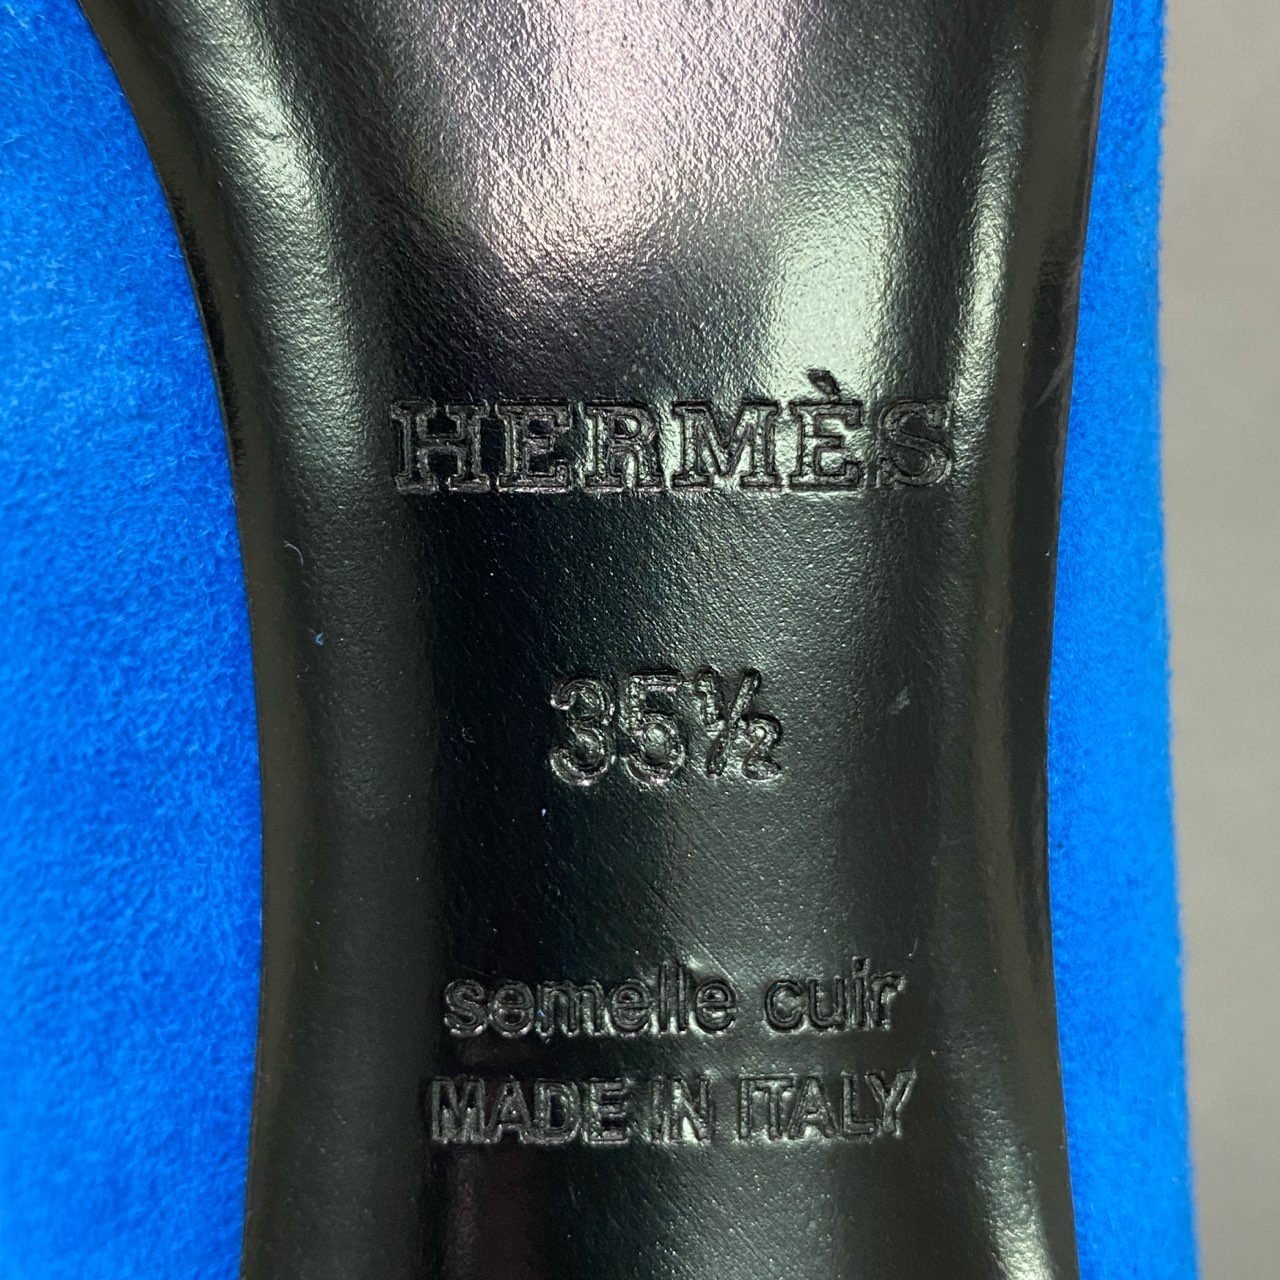 HERMÈS
35½
semelle cuir
MADE IN ITALY